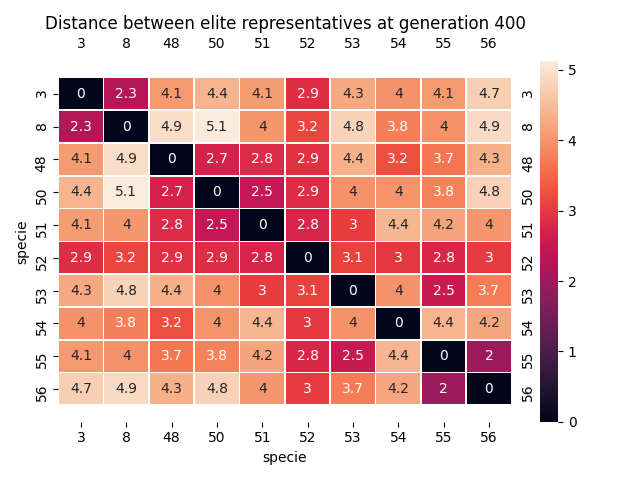 Distance between elite representatives at generation 400
3 8 48 50 51 52 53 54 55 56
3 0 2.3 4.1 4.4 4.1 2.9 4.3 4 4.1 4.7 3
8 2.3 0 4.9 5.1 4 3.2 4.8 3.8 4 4.9 8
48 4.1 4.9 0 2.7 2.8 2.9 4.4 3.2 3.7 4.3 48
50 4.4 5.1 2.7 0 2.5 2.9 4 4 3.8 4.8 50
51 4.1 4 2.8 2.5 0 2.8 3 4.4 4.2 4 51
52 2.9 3.2 2.9 2.9 2.8 0 3.1 3 2.8 3 52
53 4.3 4.8 4.4 4 3 3.1 0 4 2.5 3.7 53
54 4 3.8 3.2 4 4.4 3 4 0 4.4 4.2 54
55 4.1 4 3.7 3.8 4.2 2.8 2.5 4.4 0 2 55
56 4.7 4.9 4.3 4.8 4 3 3.7 4.2 2 0 56
3 8 48 50 51 52 53 54 55 56
specie
specie
5
4
3
2
1
0